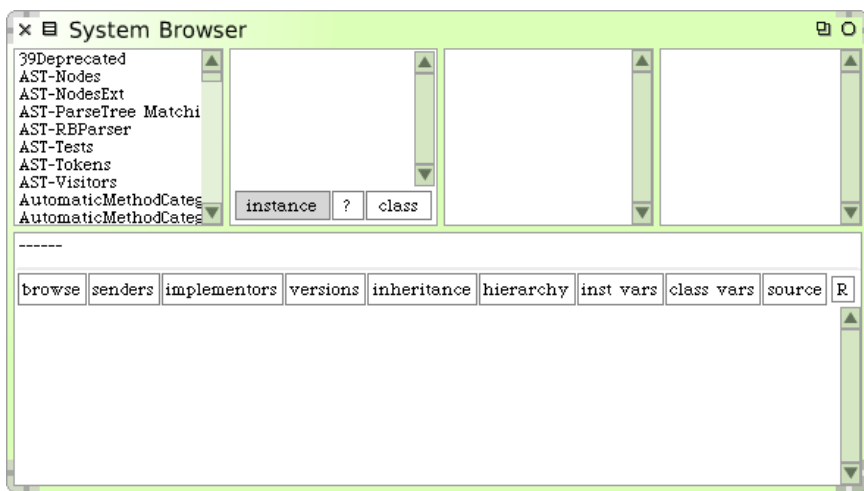 System Browser
39Deprecated
AST-Nodes
AST-NodesExt
AST-ParseTree Matchi
AST-RBParser
AST-Tests
AST-Tokens
AST-Visitors
AutomaticMethodCateg
AutomaticMethodCateg
instance ? class
------
browse senders implementors versions inheritance hierarchy inst vars class vars source R